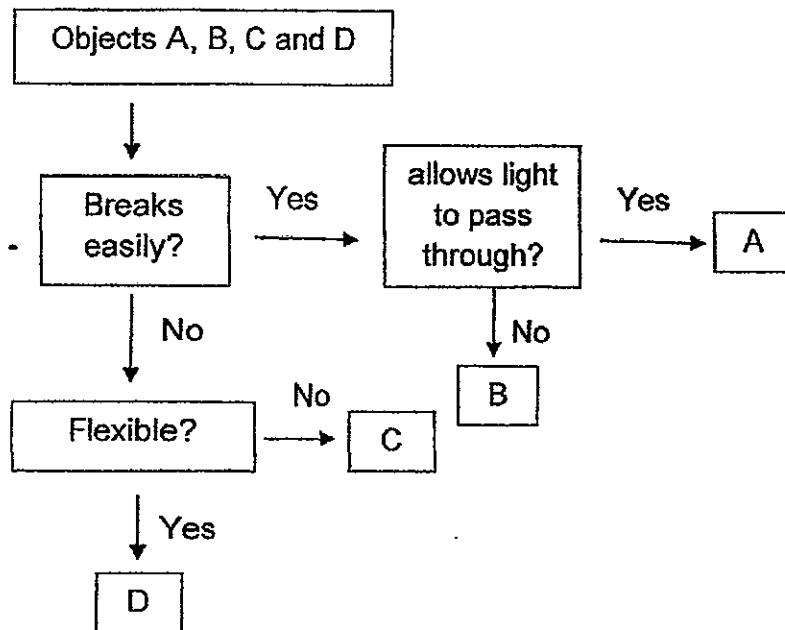 Objects A, B, C and D
Breaks
easily?
Yes
allows light
to pass
through?
Yes
A
No
No
B
Flexible?
No
C
Yes
D